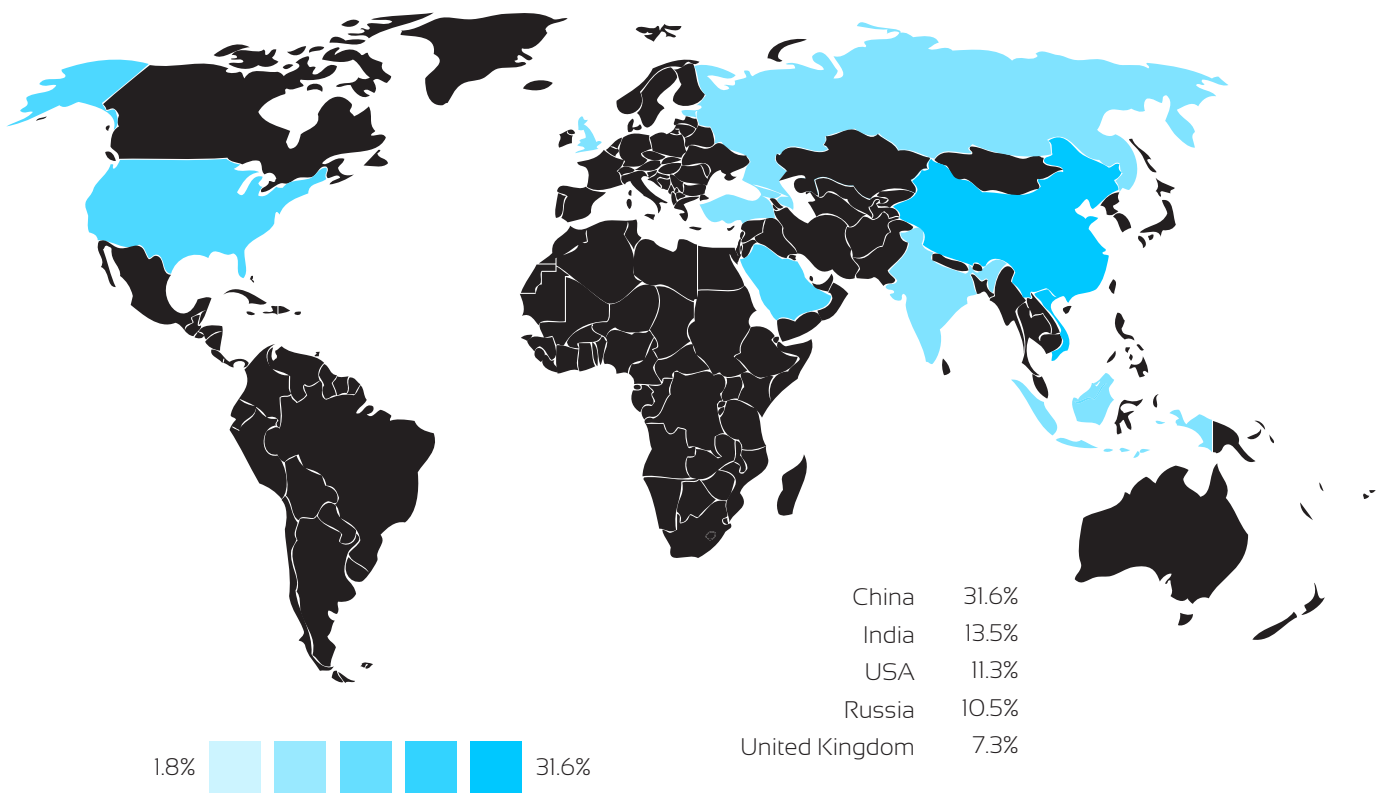 China 31.6%
India 13.5%
USA 11.3%
Russia 10.5%
United Kingdom 7.3%
1.8% 31.6%